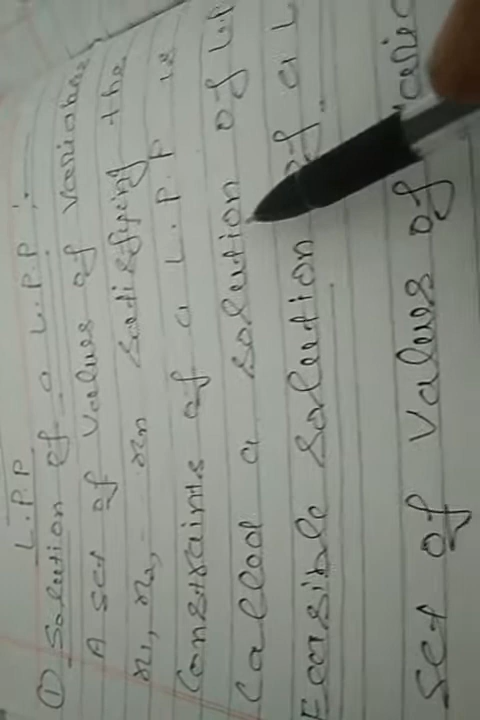 L.P.P
① Solution of a L.P.P :-
A set of values of variables
x1, x2, - xn satisfying the
Constraints of a L.P.P is
Called a solution of L.P
Feasible Solution of a L
Set of values of